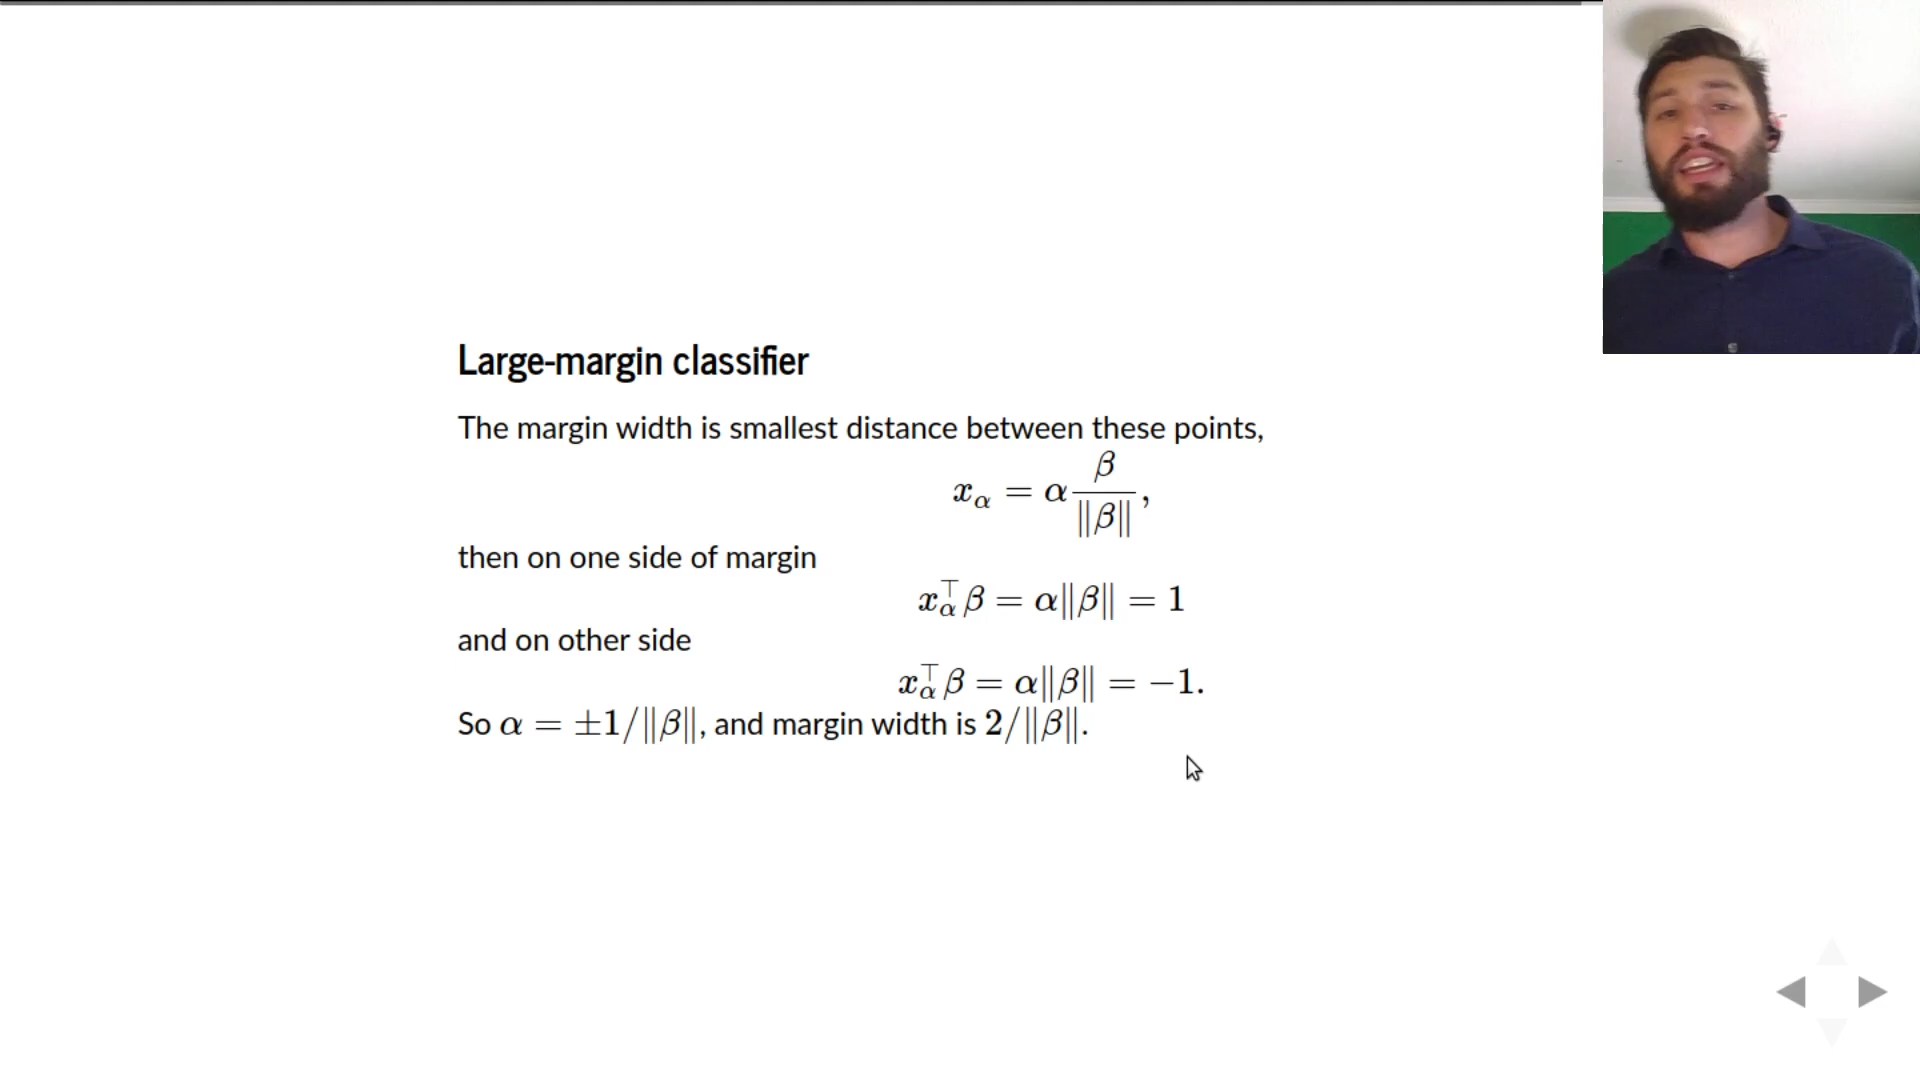 Large-margin classifier
The margin width is smallest distance between these points,
x_α = α β/‖β‖,
then on one side of margin
x_α^⊤ β = α‖β‖ = 1
and on other side
x_α^⊤ β = α‖β‖ = −1.
So α = ±1/‖β‖, and margin width is 2/‖β‖.